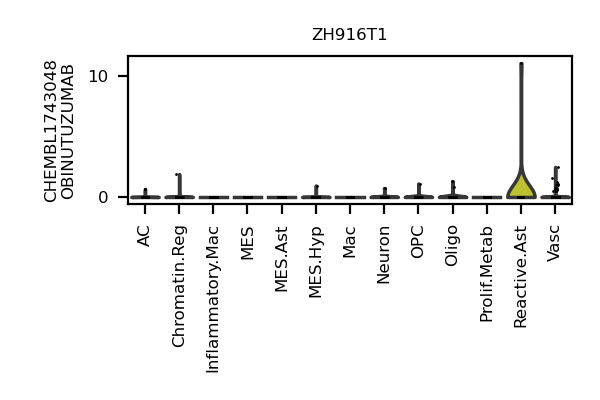 ZH916T1
CHEMBL1743048
OBINUTUZUMAB
10
0
AC
Chromatin.Reg
Inflammatory.Mac
MES
MES.Ast
MES.Hyp
Mac
Neuron
OPC
Oligo
Prolif.Metab
Reactive.Ast
Vasc